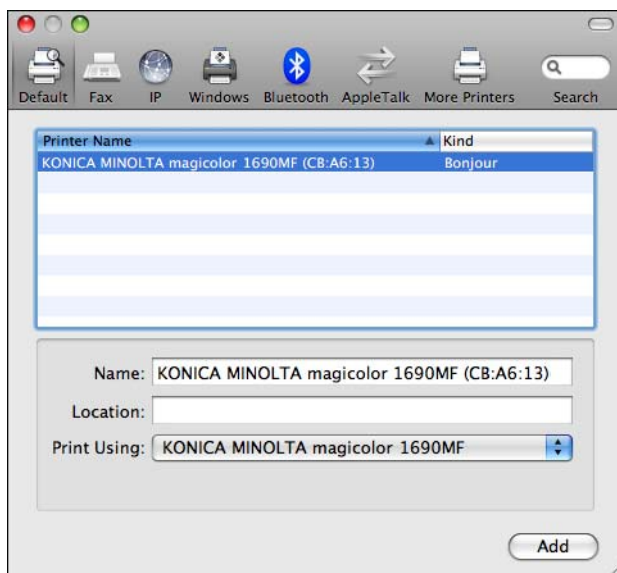 Default Fax IP Windows Bluetooth AppleTalk More Printers Search
Printer Name Kind
KONICA MINOLTA magicolor 1690MF (CB:A6:13) Bonjour
Name: KONICA MINOLTA magicolor 1690MF (CB:A6:13)
Location:
Print Using: KONICA MINOLTA magicolor 1690MF
Add